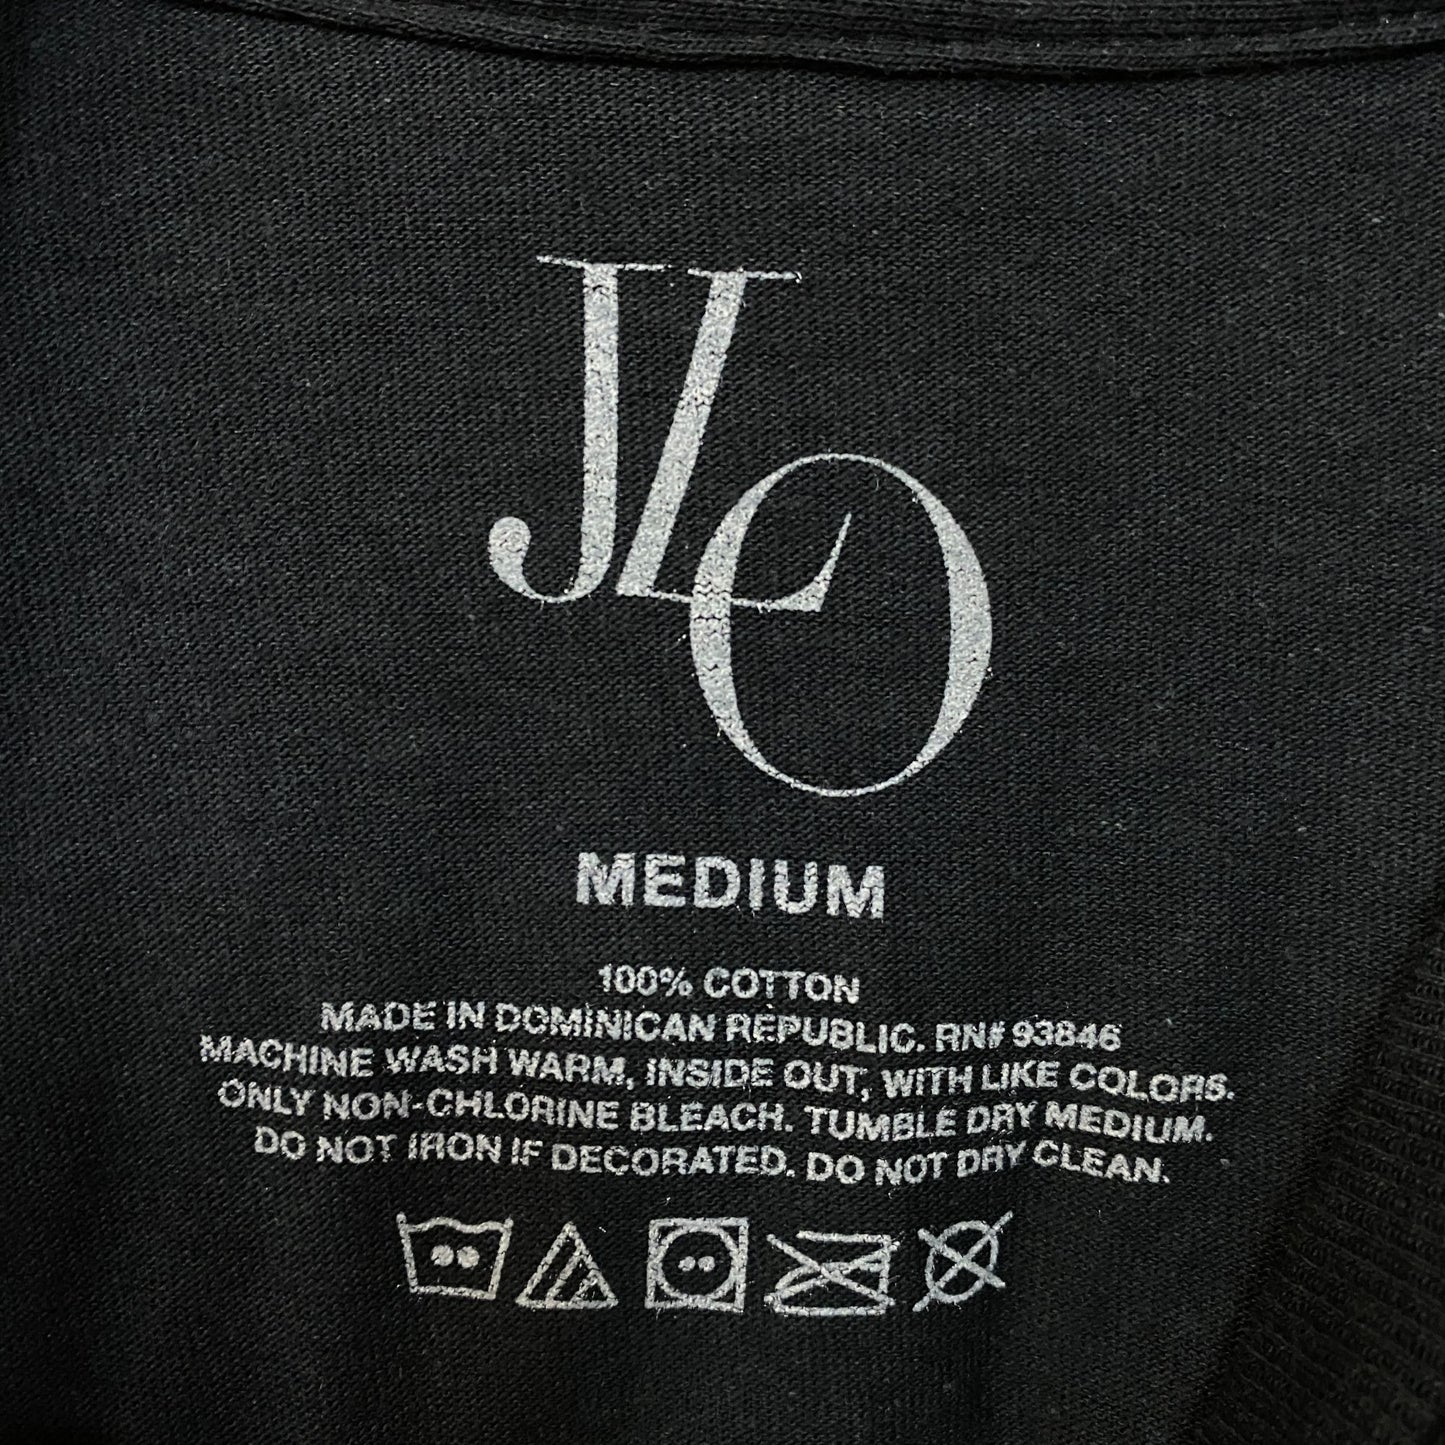 JLO
MEDIUM
100% COTTON
MADE IN DOMINICAN REPUBLIC. RN# 93846
MACHINE WASH WARM, INSIDE OUT, WITH LIKE COLORS.
ONLY NON-CHLORINE BLEACH. TUMBLE DRY MEDIUM.
DO NOT IRON IF DECORATED. DO NOT DRY CLEAN.